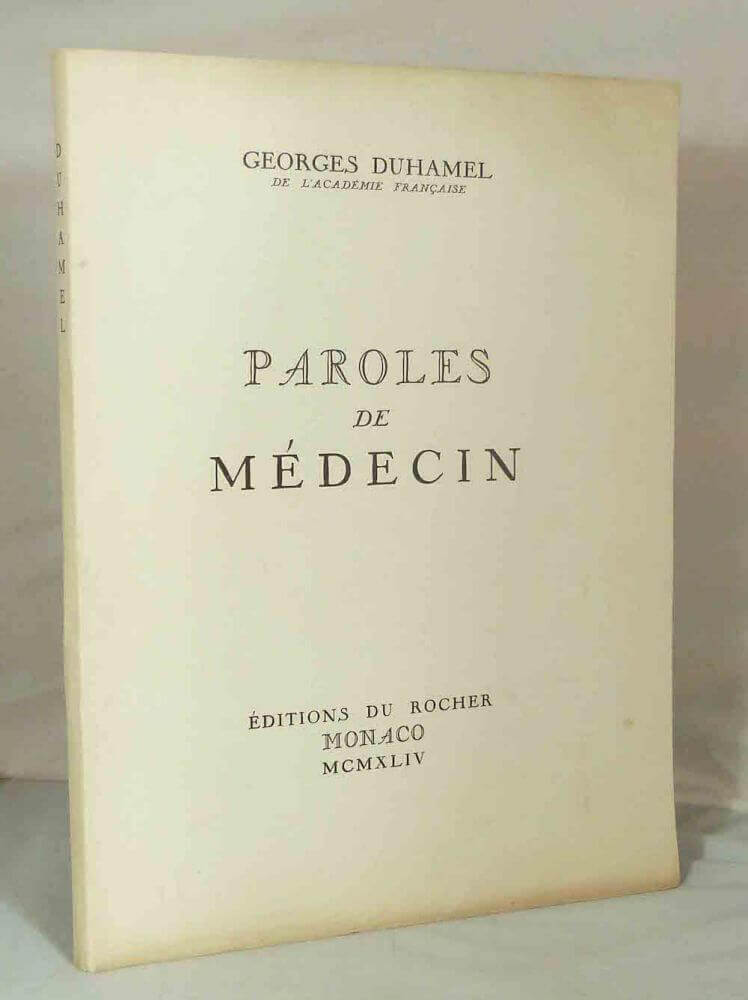 DUHAMEL
GEORGES DUHAMEL
DE L'ACADÉMIE FRANÇAISE
PAROLES
DE
MÉDECIN
ÉDITIONS DU ROCHER
MONACO
MCMXLIV